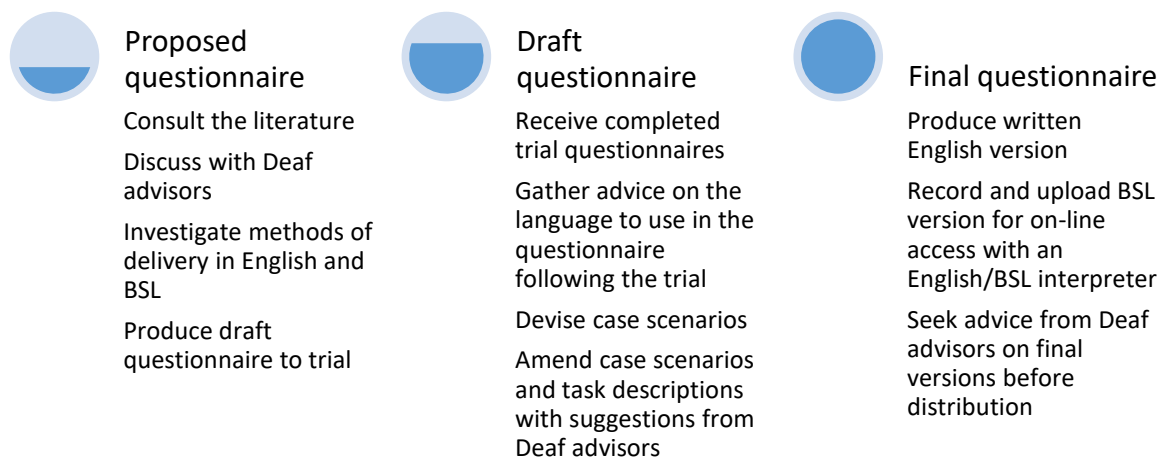 Proposed
questionnaire
Consult the literature
Discuss with Deaf
advisors
Investigate methods of
delivery in English and
BSL
Produce draft
questionnaire to trial
Draft
questionnaire
Receive completed
trial questionnaires
Gather advice on the
language to use in the
questionnaire
following the trial
Devise case scenarios
Amend case scenarios
and task descriptions
with suggestions from
Deaf advisors
Final questionnaire
Produce written
English version
Record and upload BSL
version for on-line
access with an
English/BSL interpreter
Seek advice from Deaf
advisors on final
versions before
distribution